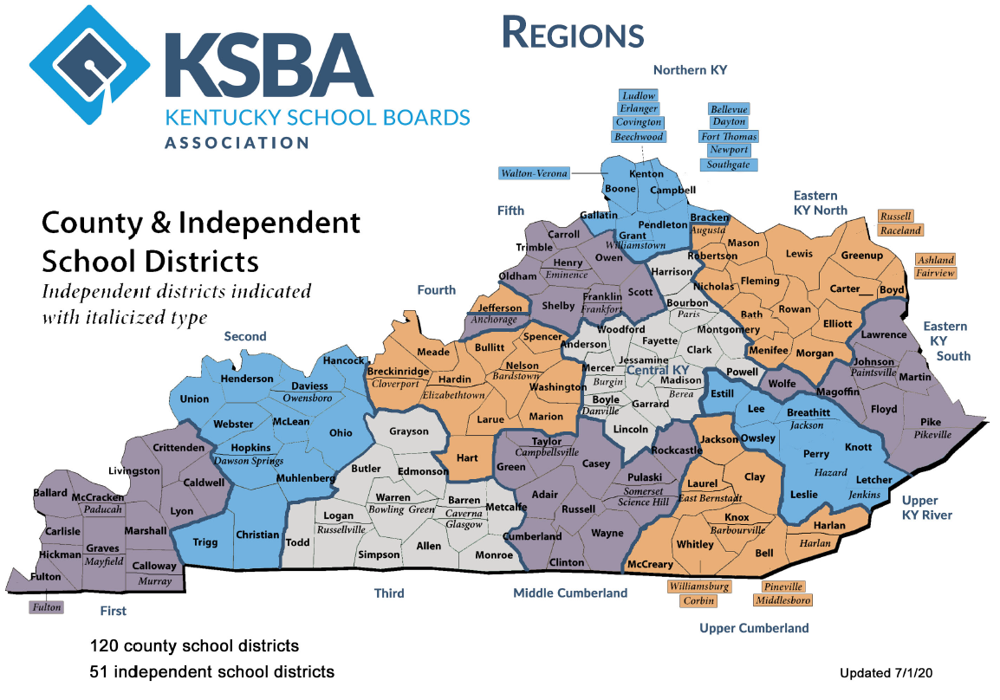 KSBA
KENTUCKY SCHOOL BOARDS
ASSOCIATION
REGIONS
County & Independent
School Districts
Independent districts indicated
with italicized type
Northern KY
Ludlow
Erlanger
Covington
Beechwood
Bellevue
Dayton
Fort Thomas
Newport
Southgate
Walton-Verona
Kenton
Boone
Campbell
Gallatin
Pendleton
Grant
Williamstown
Bracken
Augusta
Eastern
KY North
Russell
Raceland
Ashland
Fairview
Mason
Robertson
Lewis
Greenup
Nicholas
Fleming
Carter
Boyd
Bath
Rowan
Elliott
Menifee
Morgan
Fifth
Carroll
Trimble
Henry
Eminence
Owen
Oldham
Shelby
Franklin
Frankfort
Scott
Anchorage
Fourth
Jefferson
Spencer
Bullitt
Meade
Breckinridge
Cloverport
Hardin
Elizabethtown
Nelson
Bardstown
Washington
Larue
Marion
Hart
Central KY
Harrison
Bourbon
Paris
Woodford
Fayette
Montgomery
Anderson
Clark
Jessamine
Mercer
Burgin
Madison
Berea
Powell
Boyle
Danville
Garrard
Lincoln
Eastern
KY
South
Lawrence
Johnson
Paintsville
Martin
Wolfe
Magoffin
Floyd
Pike
Pikeville
Second
Hancock
Henderson
Daviess
Owensboro
Union
Webster
McLean
Ohio
Hopkins
Dawson Springs
Muhlenberg
Trigg
Christian
First
Crittenden
Livingston
Caldwell
Ballard
McCracken
Paducah
Lyon
Carlisle
Marshall
Hickman
Graves
Mayfield
Calloway
Murray
Fulton
Fulton
Third
Grayson
Butler
Edmonson
Warren
Bowling Green
Barren
Caverna
Glasgow
Metcalfe
Logan
Russellville
Todd
Simpson
Allen
Monroe
Middle Cumberland
Taylor
Campbellsville
Green
Casey
Rockcastle
Adair
Russell
Pulaski
Somerset
Science Hill
Cumberland
Wayne
Clinton
Upper
KY River
Estill
Lee
Breathitt
Jackson
Owsley
Perry
Hazard
Knott
Letcher
Jenkins
Leslie
Upper Cumberland
Jackson
Laurel
East Bernstadt
Clay
Knox
Barbourville
Harlan
Harlan
Whitley
Bell
McCreary
Williamsburg
Corbin
Pineville
Middlesboro
120 county school districts
51 independent school districts
Updated 7/1/20